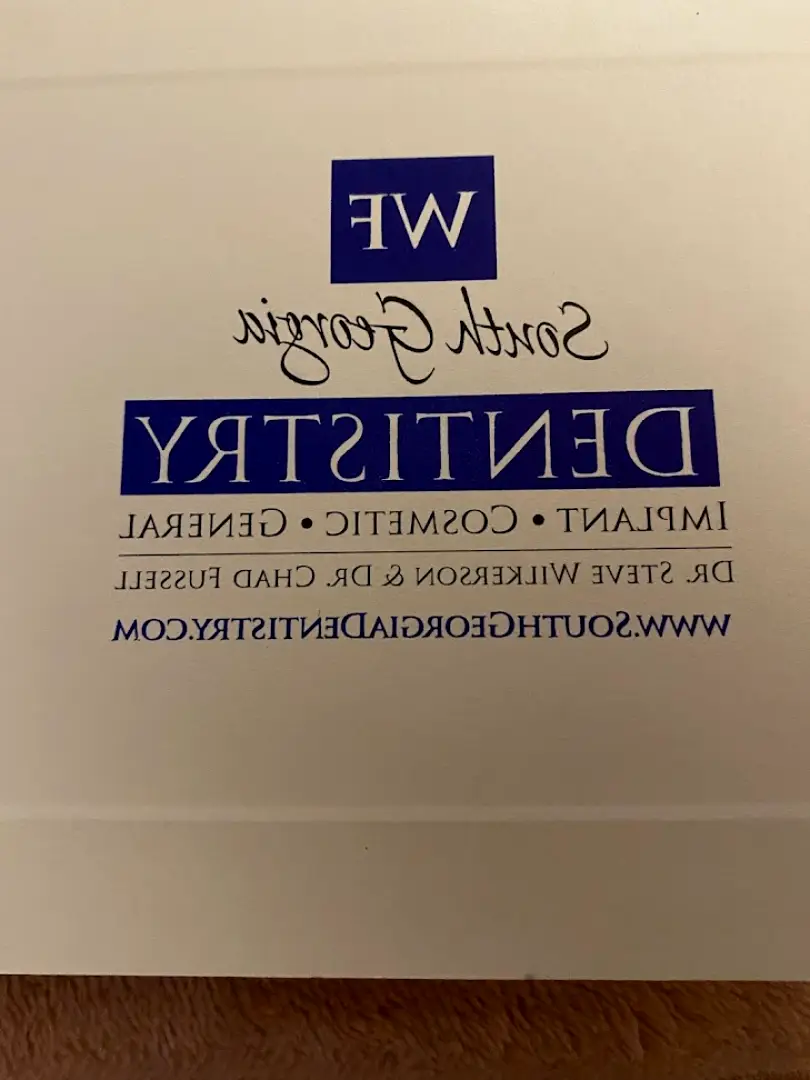 WF
South Georgia
DENTISTRY
IMPLANT • COSMETIC • GENERAL
DR. STEVE WILKERSON & DR. CHAD FUSSELL
WWW.SOUTHGEORGIADENTISTRY.COM